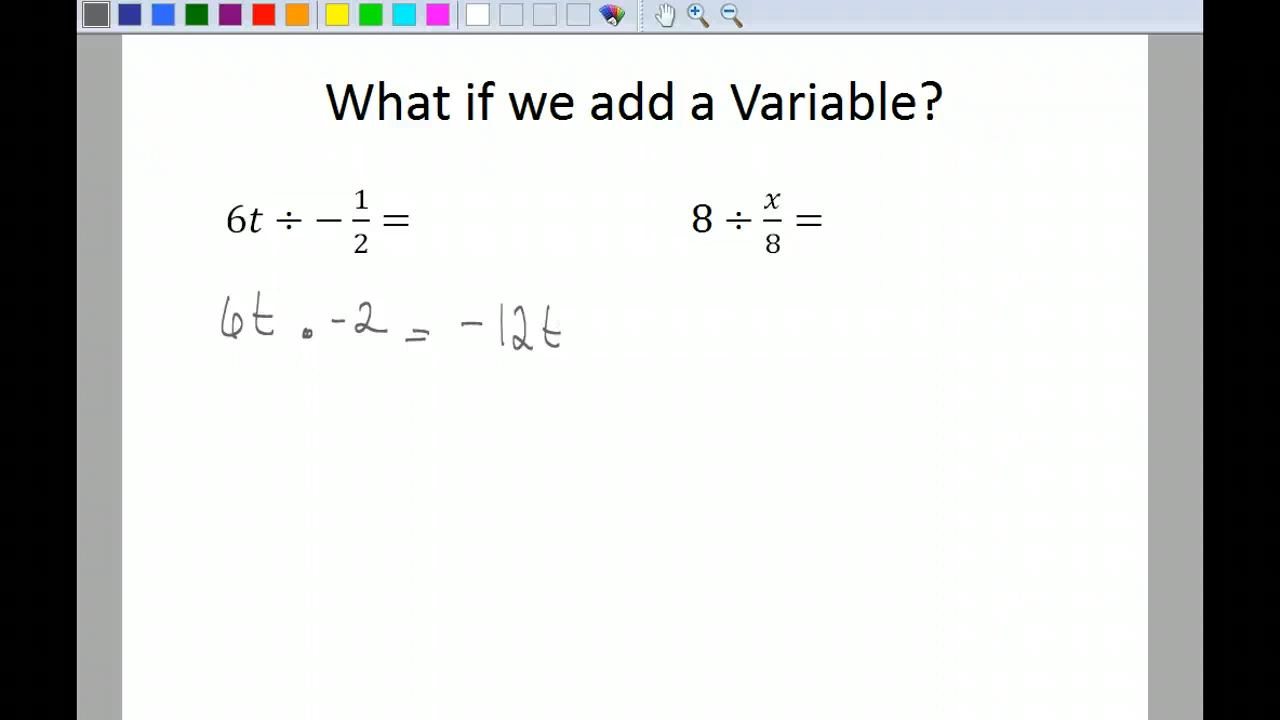 What if we add a Variable?
6t ÷ − 1/2 =
8 ÷ x/8 =
6t . -2 = -12t